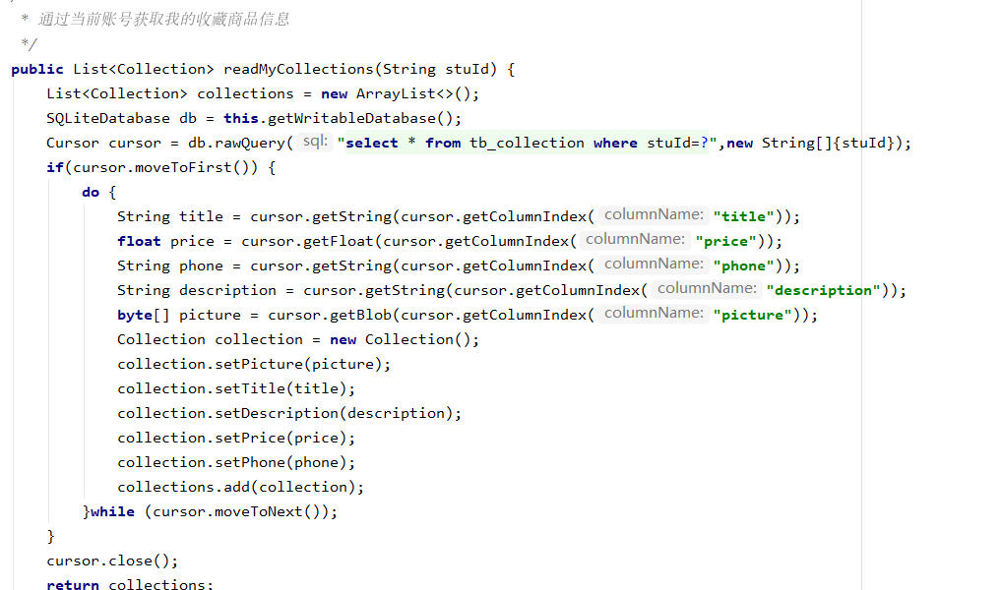 * 通过当前账号获取我的收藏商品信息
*/
public List<Collection> readMyCollections(String stuId) {
List<Collection> collections = new ArrayList<>();
SQLiteDatabase db = this.getWritableDatabase();
Cursor cursor = db.rawQuery( sql: "select * from tb_collection where stuId=?",new String[]{stuId});
if(cursor.moveToFirst()) {
do {
String title = cursor.getString(cursor.getColumnIndex( columnName: "title"));
float price = cursor.getFloat(cursor.getColumnIndex( columnName: "price"));
String phone = cursor.getString(cursor.getColumnIndex( columnName: "phone"));
String description = cursor.getString(cursor.getColumnIndex( columnName: "description"));
byte[] picture = cursor.getBlob(cursor.getColumnIndex( columnName: "picture"));
Collection collection = new Collection();
collection.setPicture(picture);
collection.setTitle(title);
collection.setDescription(description);
collection.setPrice(price);
collection.setPhone(phone);
collections.add(collection);
}while (cursor.moveToNext());
}
cursor.close();
return collections;